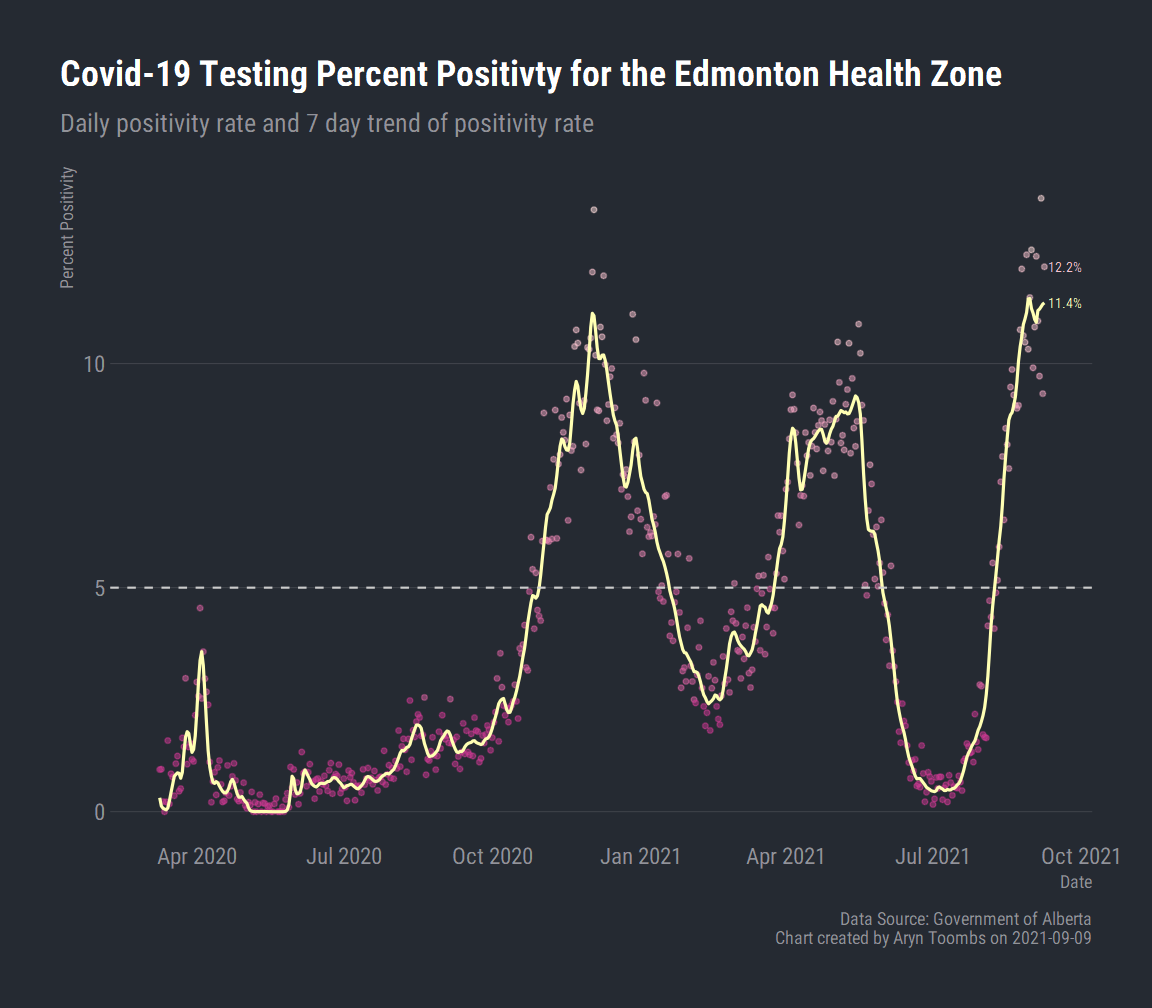 Covid-19 Testing Percent Positivty for the Edmonton Health Zone
Daily positivity rate and 7 day trend of positivity rate
Percent Positivity
12.2%
11.4%
10
5
0
Apr 2020 Jul 2020 Oct 2020 Jan 2021 Apr 2021 Jul 2021 Oct 2021
Date
Data Source: Government of Alberta
Chart created by Aryn Toombs on 2021-09-09